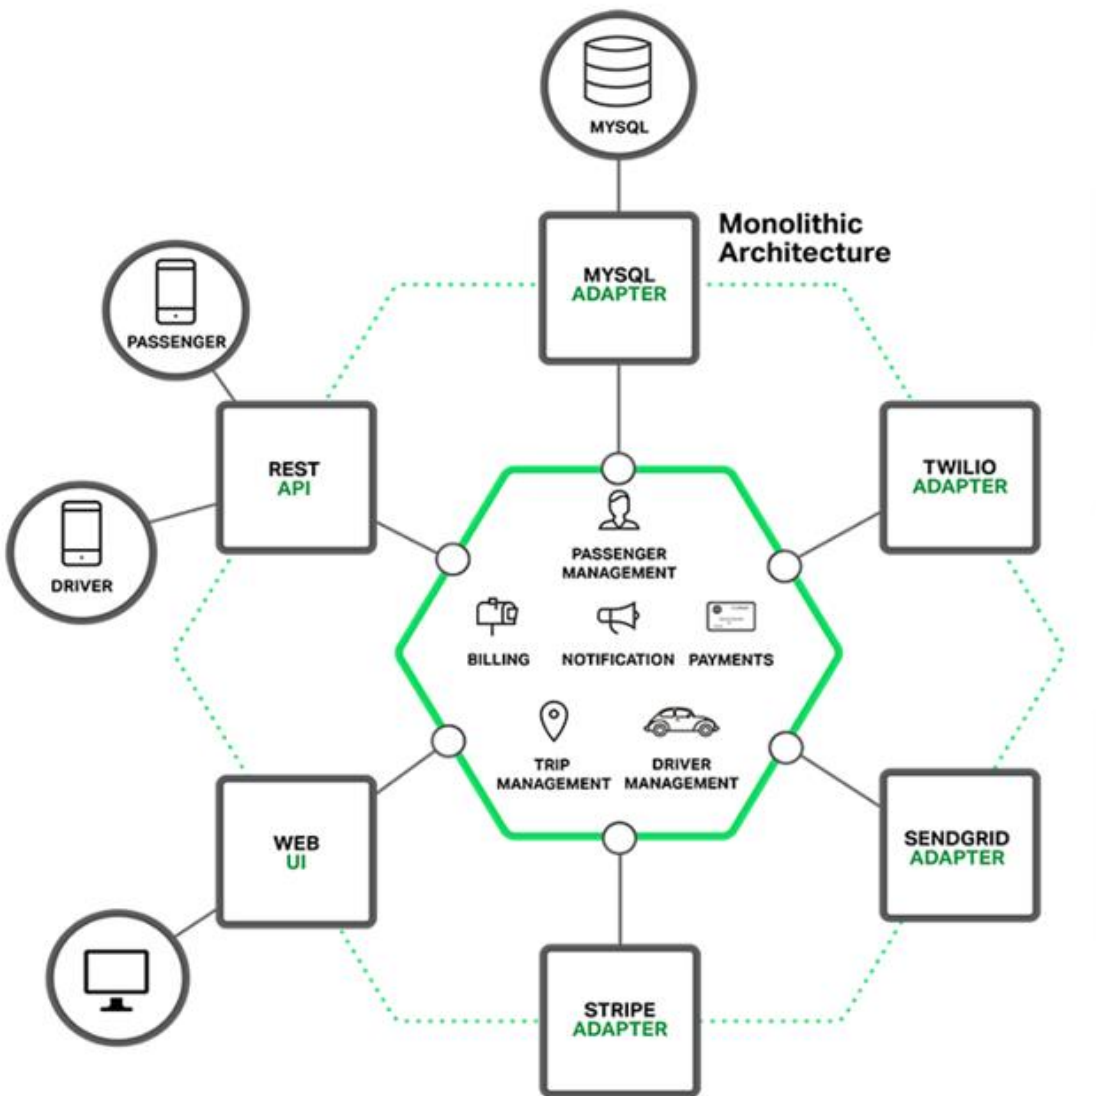 MYSQL
Monolithic
Architecture
MYSQL
ADAPTER
PASSENGER
REST
API
TWILIO
ADAPTER
DRIVER
PASSENGER
MANAGEMENT
BILLING
NOTIFICATION
PAYMENTS
TRIP
MANAGEMENT
DRIVER
MANAGEMENT
WEB
UI
SENDGRID
ADAPTER
STRIPE
ADAPTER